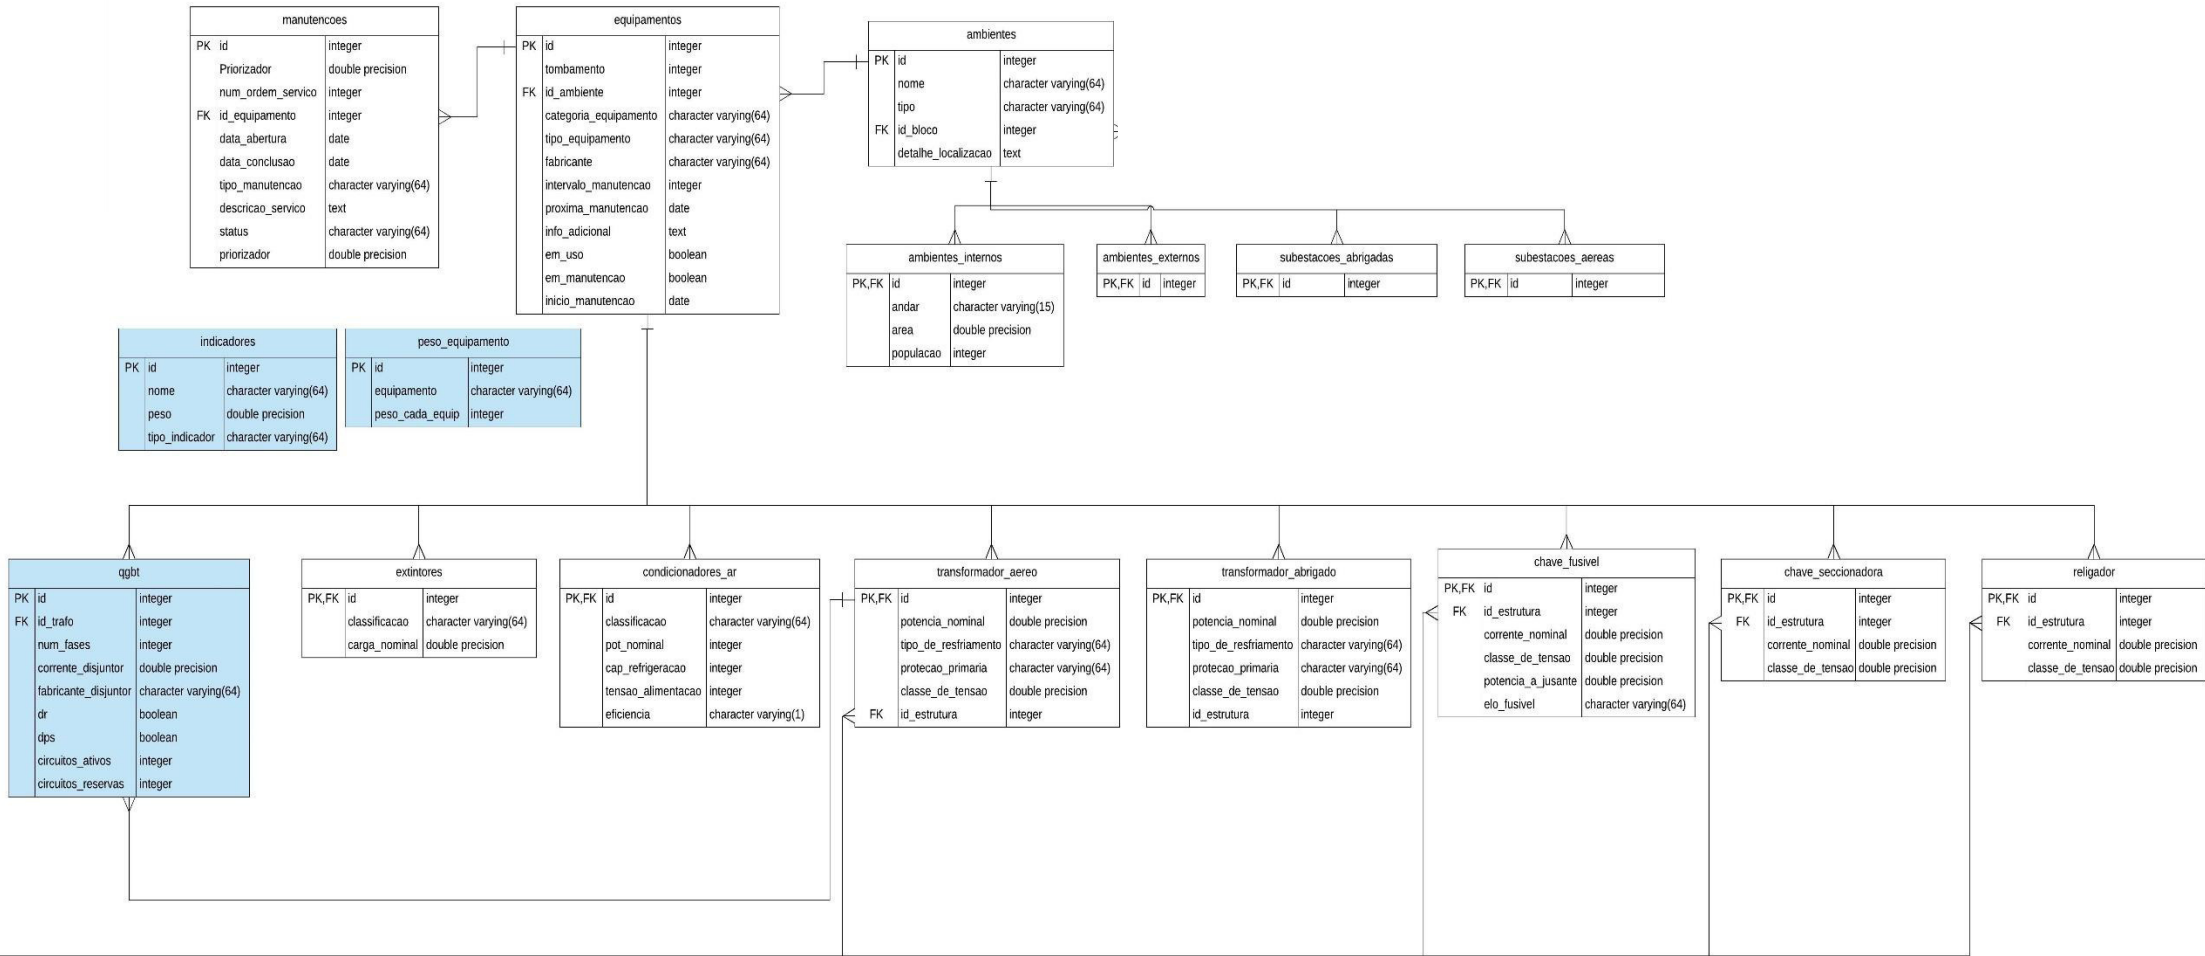 manutencoes
PK id integer
Priorizador double precision
num_ordem_servico integer
FK id_equipamento integer
data_abertura date
data_conclusao date
tipo_manutencao character varying(64)
descricao_servico text
status character varying(64)
priorizador double precision
equipamentos
PK id integer
tombamento integer
FK id_ambiente integer
categoria_equipamento character varying(64)
tipo_equipamento character varying(64)
fabricante character varying(64)
intervalo_manutencao integer
proxima_manutencao date
info_adicional text
em_uso boolean
em_manutencao boolean
inicio_manutencao date
ambientes
PK id integer
nome character varying(64)
tipo character varying(64)
FK id_bloco integer
detalhe_localizacao text
ambientes_internos
PK,FK id integer
andar character varying(15)
area double precision
populacao integer
ambientes_externos
PK,FK id integer
subestacoes_abrigadas
PK,FK id integer
subestacoes_aereas
PK,FK id integer
indicadores
PK id integer
nome character varying(64)
peso double precision
tipo_indicador character varying(64)
peso_equipamento
PK id integer
equipamento character varying(64)
peso_cada_equip integer
qgbt
PK id integer
FK id_trafo integer
num_fases integer
corrente_disjuntor double precision
fabricante_disjuntor character varying(64)
dr boolean
dps boolean
circuitos_ativos integer
circuitos_reservas integer
extintores
PK,FK id integer
classificacao character varying(64)
carga_nominal double precision
condicionadores_ar
PK,FK id integer
classificacao character varying(64)
pot_nominal integer
cap_refrigeracao integer
tensao_alimentacao integer
eficiencia character varying(1)
transformador_aereo
PK,FK id integer
potencia_nominal double precision
tipo_de_resfriamento character varying(64)
protecao_primaria character varying(64)
classe_de_tensao double precision
FK id_estrutura integer
transformador_abrigado
PK,FK id integer
potencia_nominal double precision
tipo_de_resfriamento character varying(64)
protecao_primaria character varying(64)
classe_de_tensao double precision
id_estrutura integer
chave_fusivel
PK,FK id integer
FK id_estrutura integer
corrente_nominal double precision
classe_de_tensao double precision
potencia_a_jusante double precision
elo_fusivel character varying(64)
chave_seccionadora
PK,FK id integer
FK id_estrutura integer
corrente_nominal double precision
classe_de_tensao double precision
religador
PK,FK id integer
FK id_estrutura integer
corrente_nominal double precision
classe_de_tensao double precision